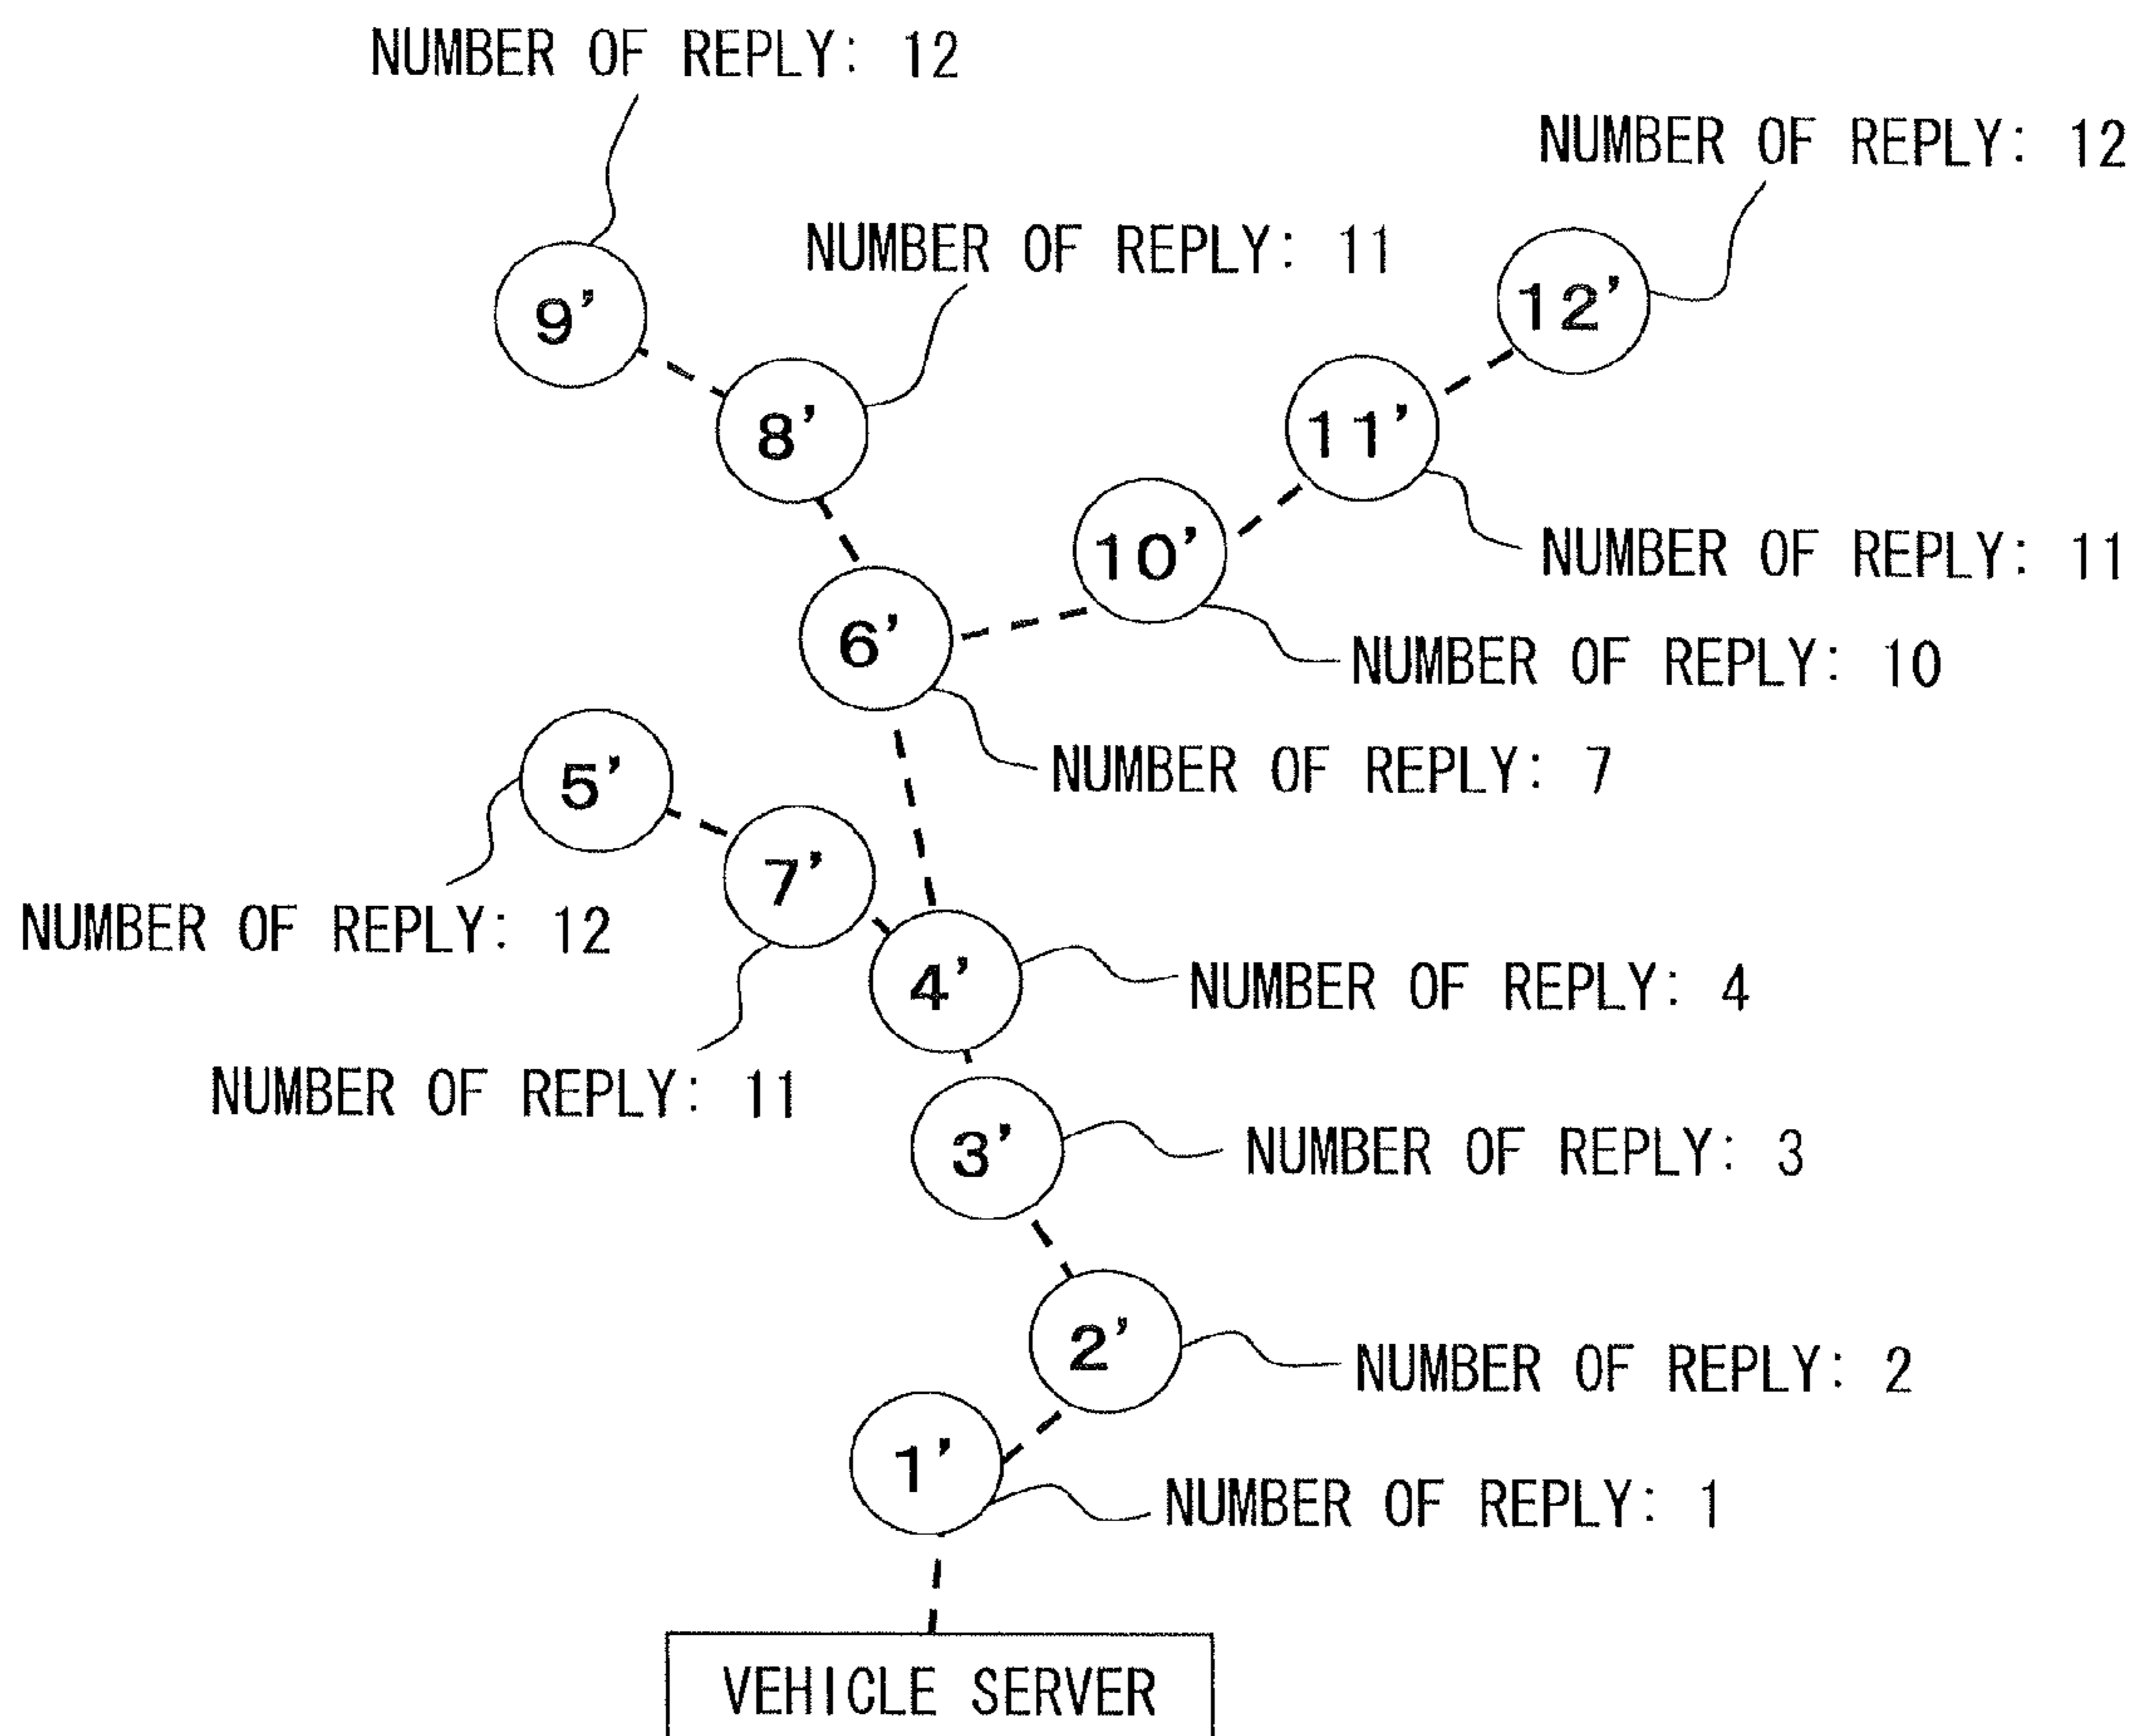 NUMBER OF REPLY: 12
NUMBER OF REPLY: 12
NUMBER OF REPLY: 11
9'
12'
8'
11'
10'
NUMBER OF REPLY: 11
6'
NUMBER OF REPLY: 10
5'
NUMBER OF REPLY: 7
7'
NUMBER OF REPLY: 12
4'
NUMBER OF REPLY: 4
NUMBER OF REPLY: 11
3'
NUMBER OF REPLY: 3
2'
NUMBER OF REPLY: 2
1'
NUMBER OF REPLY: 1
VEHICLE SERVER